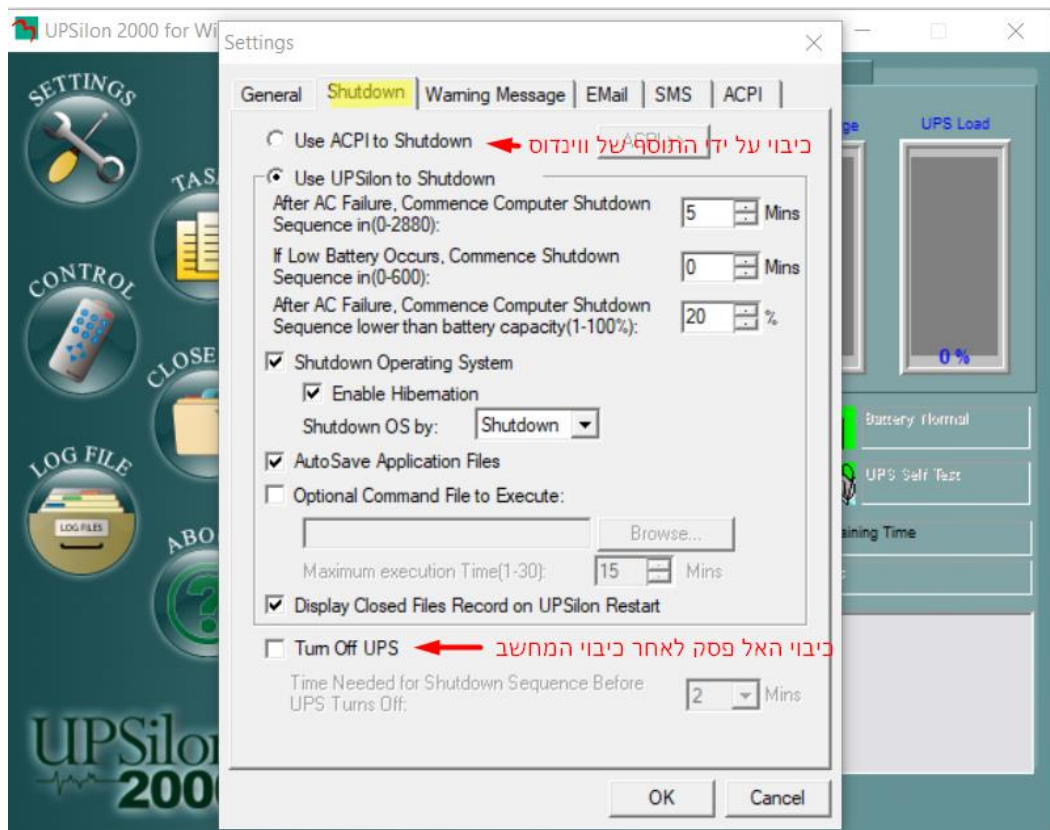 UPSilon 2000 for Wi
Settings
General Shutdown Warning Message EMail SMS ACPI
Use ACPI to Shutdown
כיבוי על ידי התוסף של ווינדוס
Use UPSilon to Shutdown
After AC Failure, Commence Computer Shutdown
Sequence in(0-2880):
5 Mins
If Low Battery Occurs, Commence Shutdown
Sequence in(0-600):
0 Mins
After AC Failure, Commence Computer Shutdown
Sequence lower than battery capacity(1-100%):
20 %
Shutdown Operating System
Enable Hibernation
Shutdown OS by: Shutdown
AutoSave Application Files
Optional Command File to Execute:
Browse...
Maximum execution Time(1-30): 15 Mins
Display Closed Files Record on UPSilon Restart
Turn Off UPS
כיבוי האל פסק לאחר כיבוי המחשב
Time Needed for Shutdown Sequence Before
UPS Turns Off:
2 Mins
OK Cancel
SETTINGS
TAS
CONTROL
CLOSE
LOG FILE
LOG FILES
ABO
UPSilon
2000
ge
UPS Load
0 %
Battery Normal
UPS Self Test
aining Time